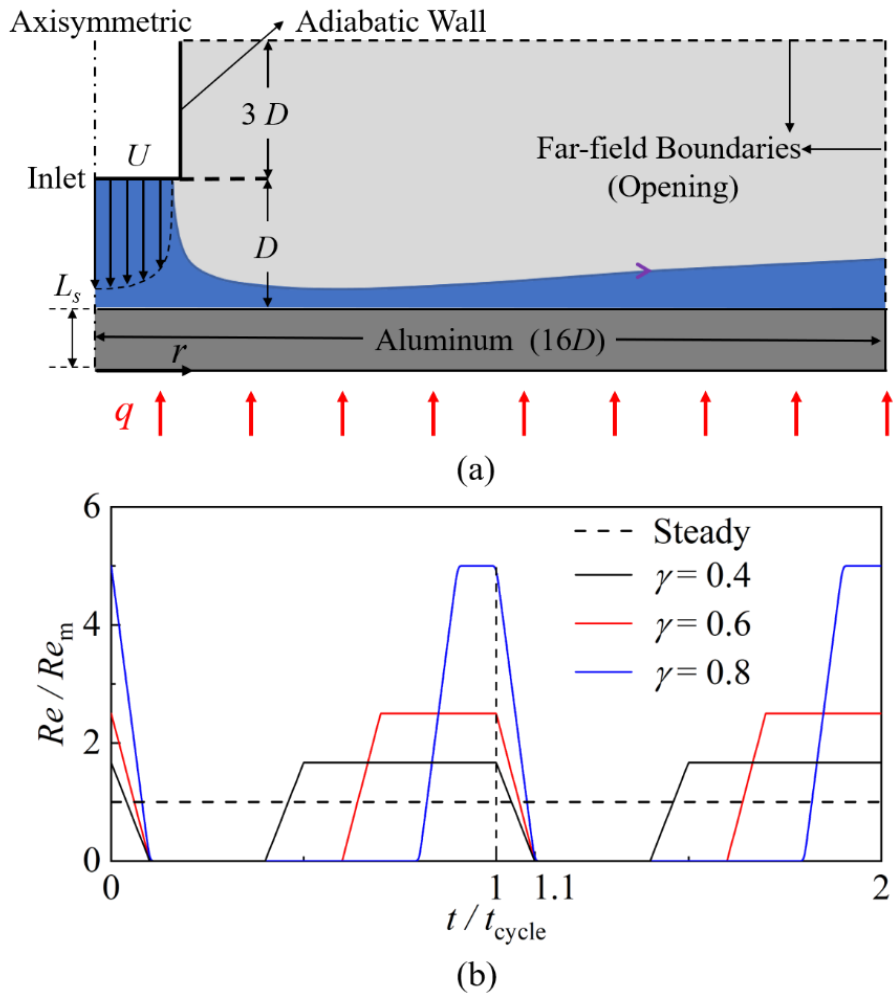 Axisymmetric
Adiabatic Wall
3 D
U
Inlet
Far-field Boundaries
(Opening)
D
L_s
Aluminum (16D)
r
q
(a)
6
Steady
γ = 0.4
4
γ = 0.6
γ = 0.8
Re / Re_m
2
0
0
1
1.1
2
t / t_cycle
(b)